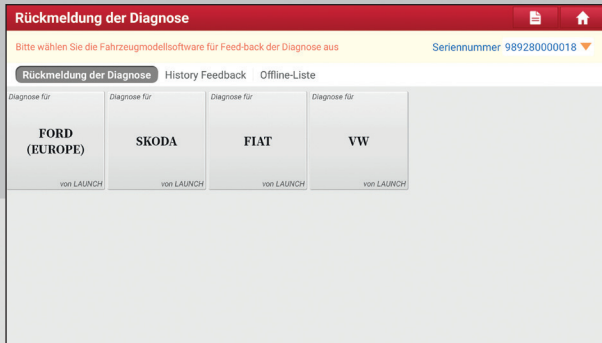 Rückmeldung der Diagnose
Bitte wählen Sie die Fahrzeugmodellsoftware für Feed-back der Diagnose aus
Seriennummer 989280000018
Rückmeldung der Diagnose History Feedback Offline-Liste
Diagnose für Diagnose für Diagnose für Diagnose für
FORD
(EUROPE)
SKODA
FIAT
VW
von LAUNCH von LAUNCH von LAUNCH von LAUNCH